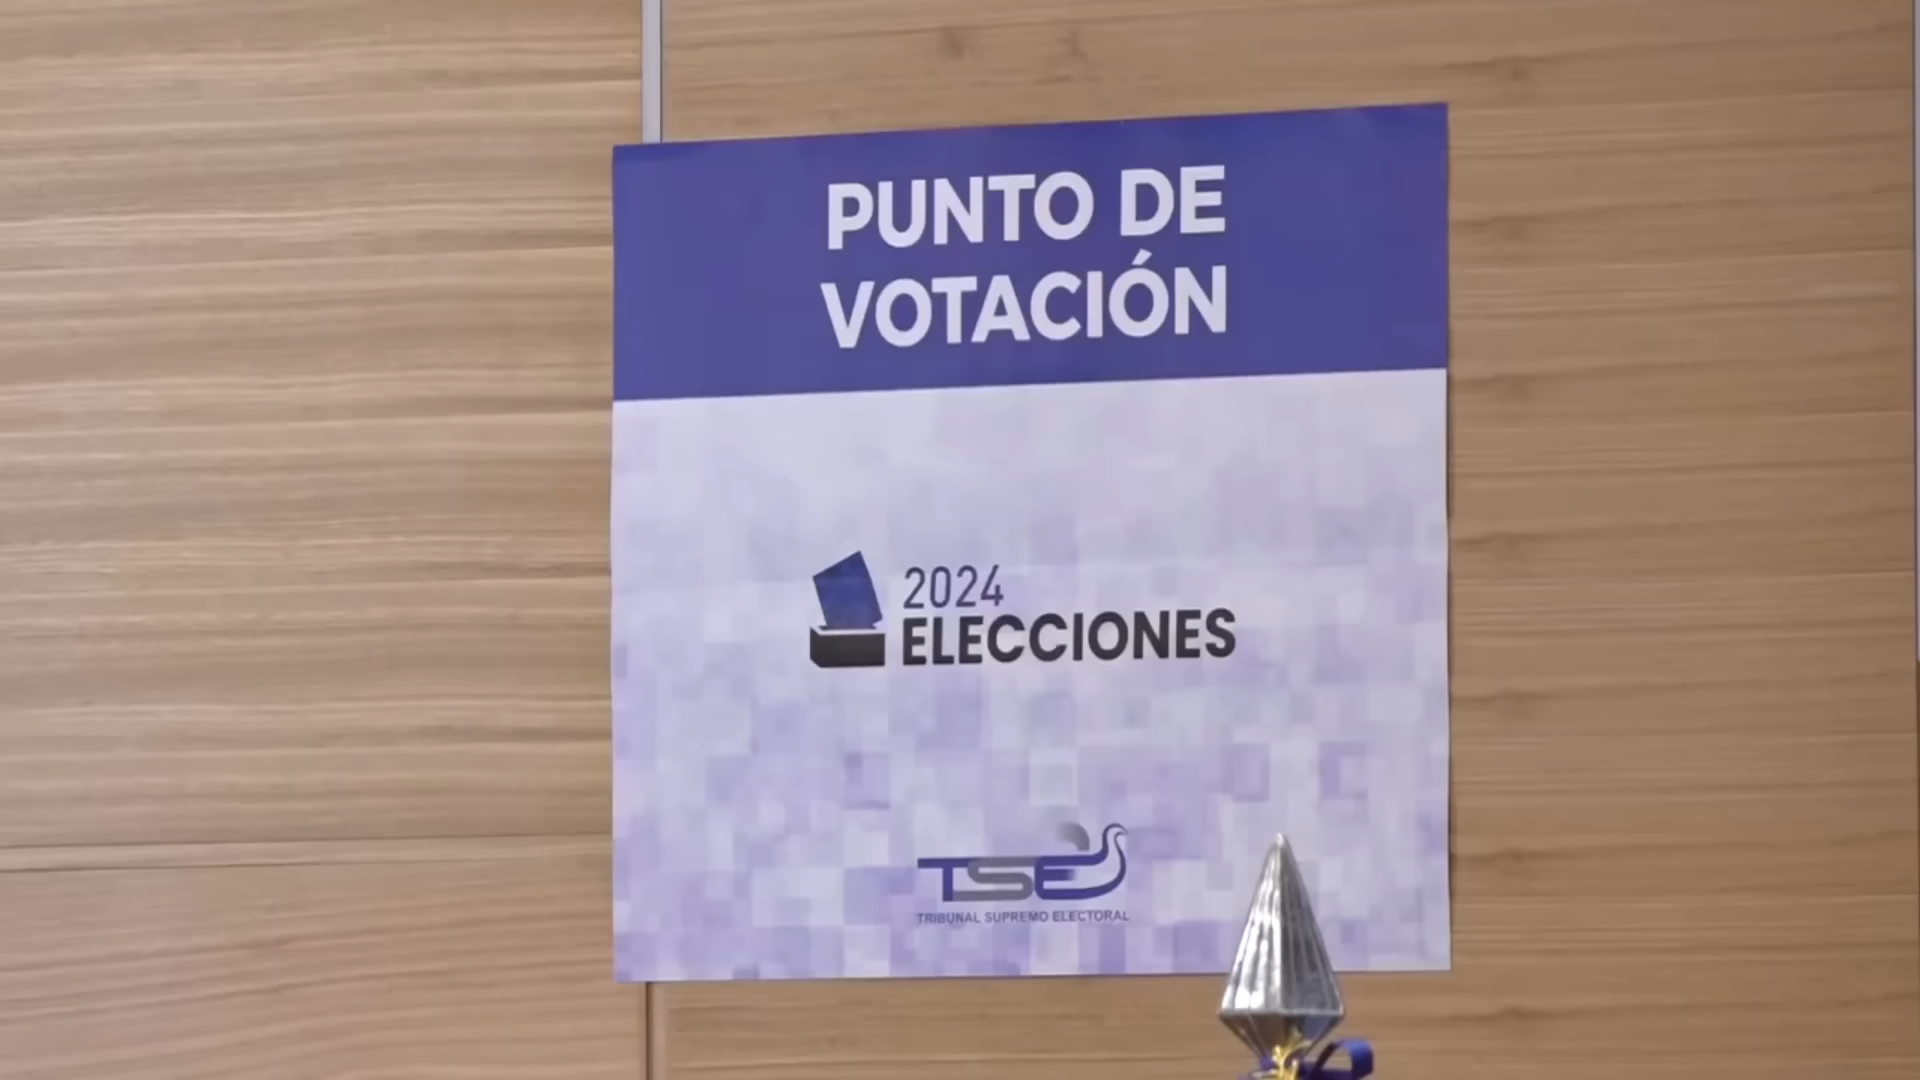 PUNTO DE
VOTACIÓN
2024
ELECCIONES
TSE
TRIBUNAL SUPREMO ELECTORAL